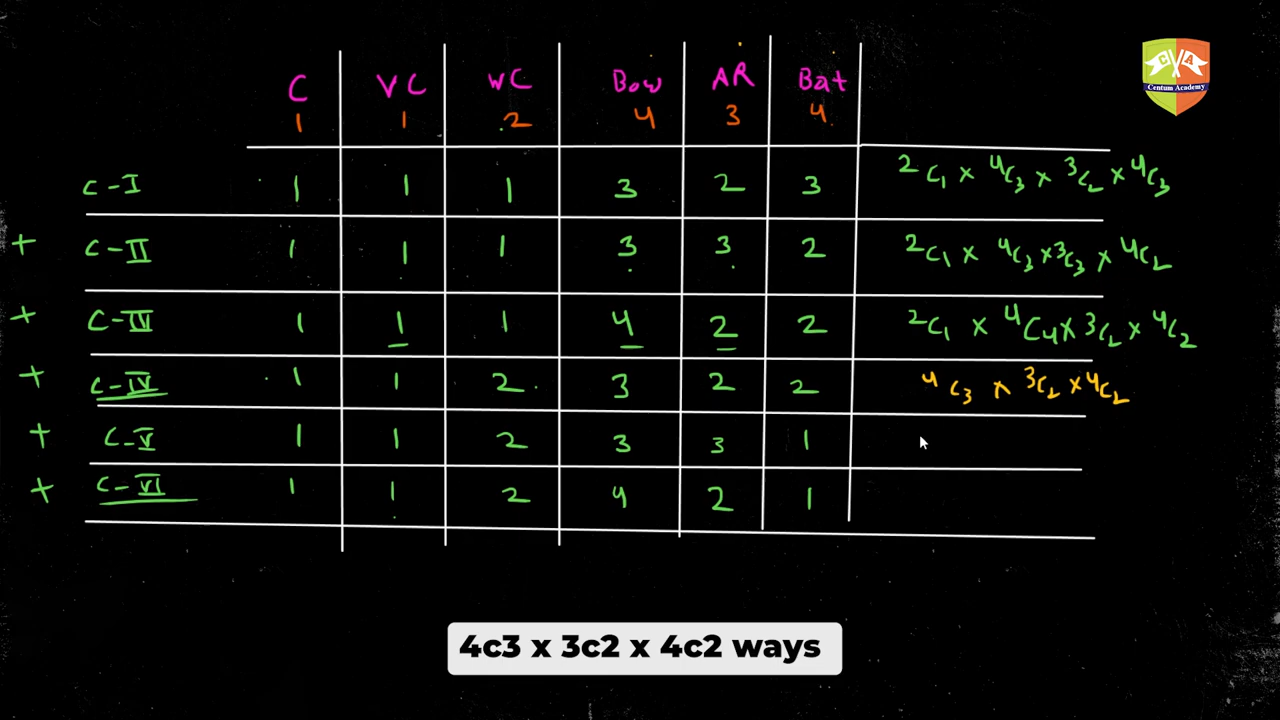 C VC WC Bow AR Bat
1 1 2 4 3 4
C-I 1 1 1 3 2 3 ²C₁ × ⁴C₃ × ³C₂ × ⁴C₃
+ C-II 1 1 1 3 3 2 ²C₁ × ⁴C₃ × ³C₃ × ⁴C₂
+ C-III 1 1 1 4 2 2 ²C₁ × ⁴C₄ × ³C₂ × ⁴C₂
+ C-IV 1 1 2 3 2 2 ⁴C₃ × ³C₂ × ⁴C₂
+ C-V 1 1 2 3 3 1
+ C-VI 1 1 2 4 2 1
4c3 x 3c2 x 4c2 ways
CVA
Centum Academy